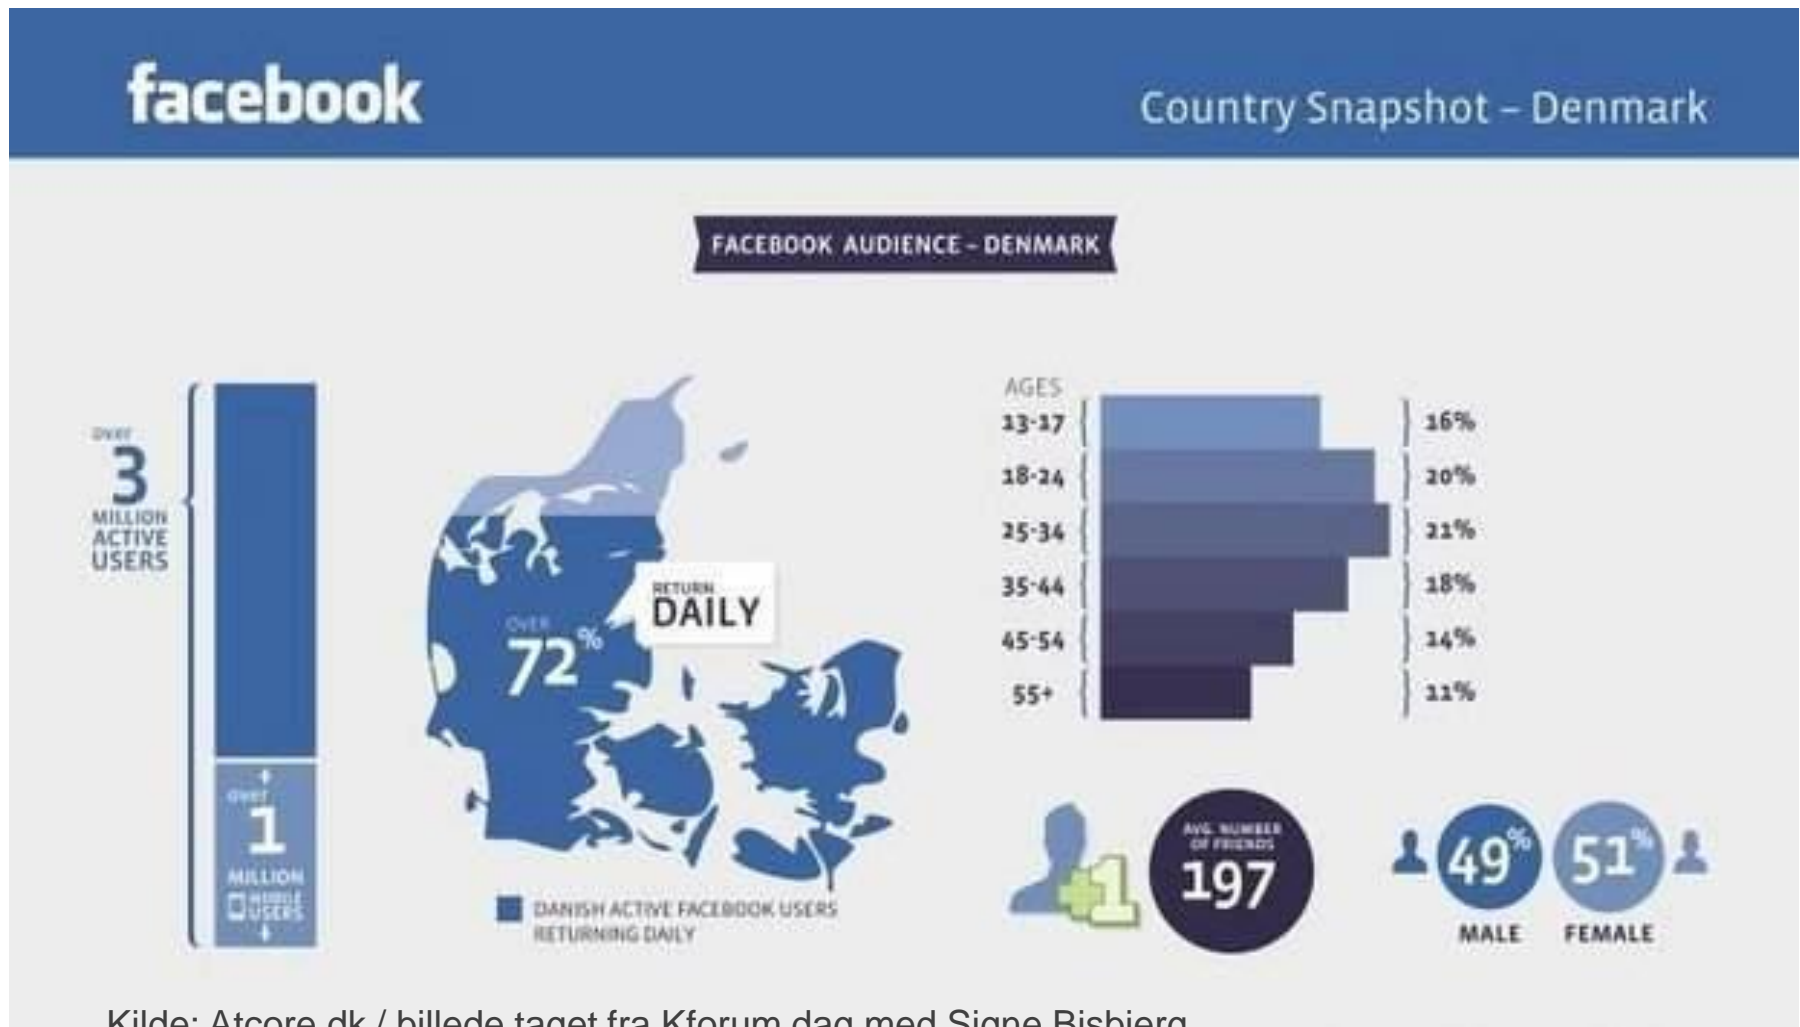 facebook
Country Snapshot – Denmark
FACEBOOK AUDIENCE – DENMARK
over
3
MILLION
ACTIVE
USERS
over
1
MILLION
MOBILE
USERS
OVER
72%
RETURN
DAILY
DANISH ACTIVE FACEBOOK USERS
RETURNING DAILY
AGES
13-17 16%
18-24 20%
25-34 21%
35-44 18%
45-54 14%
55+ 11%
+1
AVG. NUMBER
OF FRIENDS
197
49% 51%
MALE FEMALE
Kilde: Atcore.dk / billede taget fra Kforum dag med Signe Bisbjerg